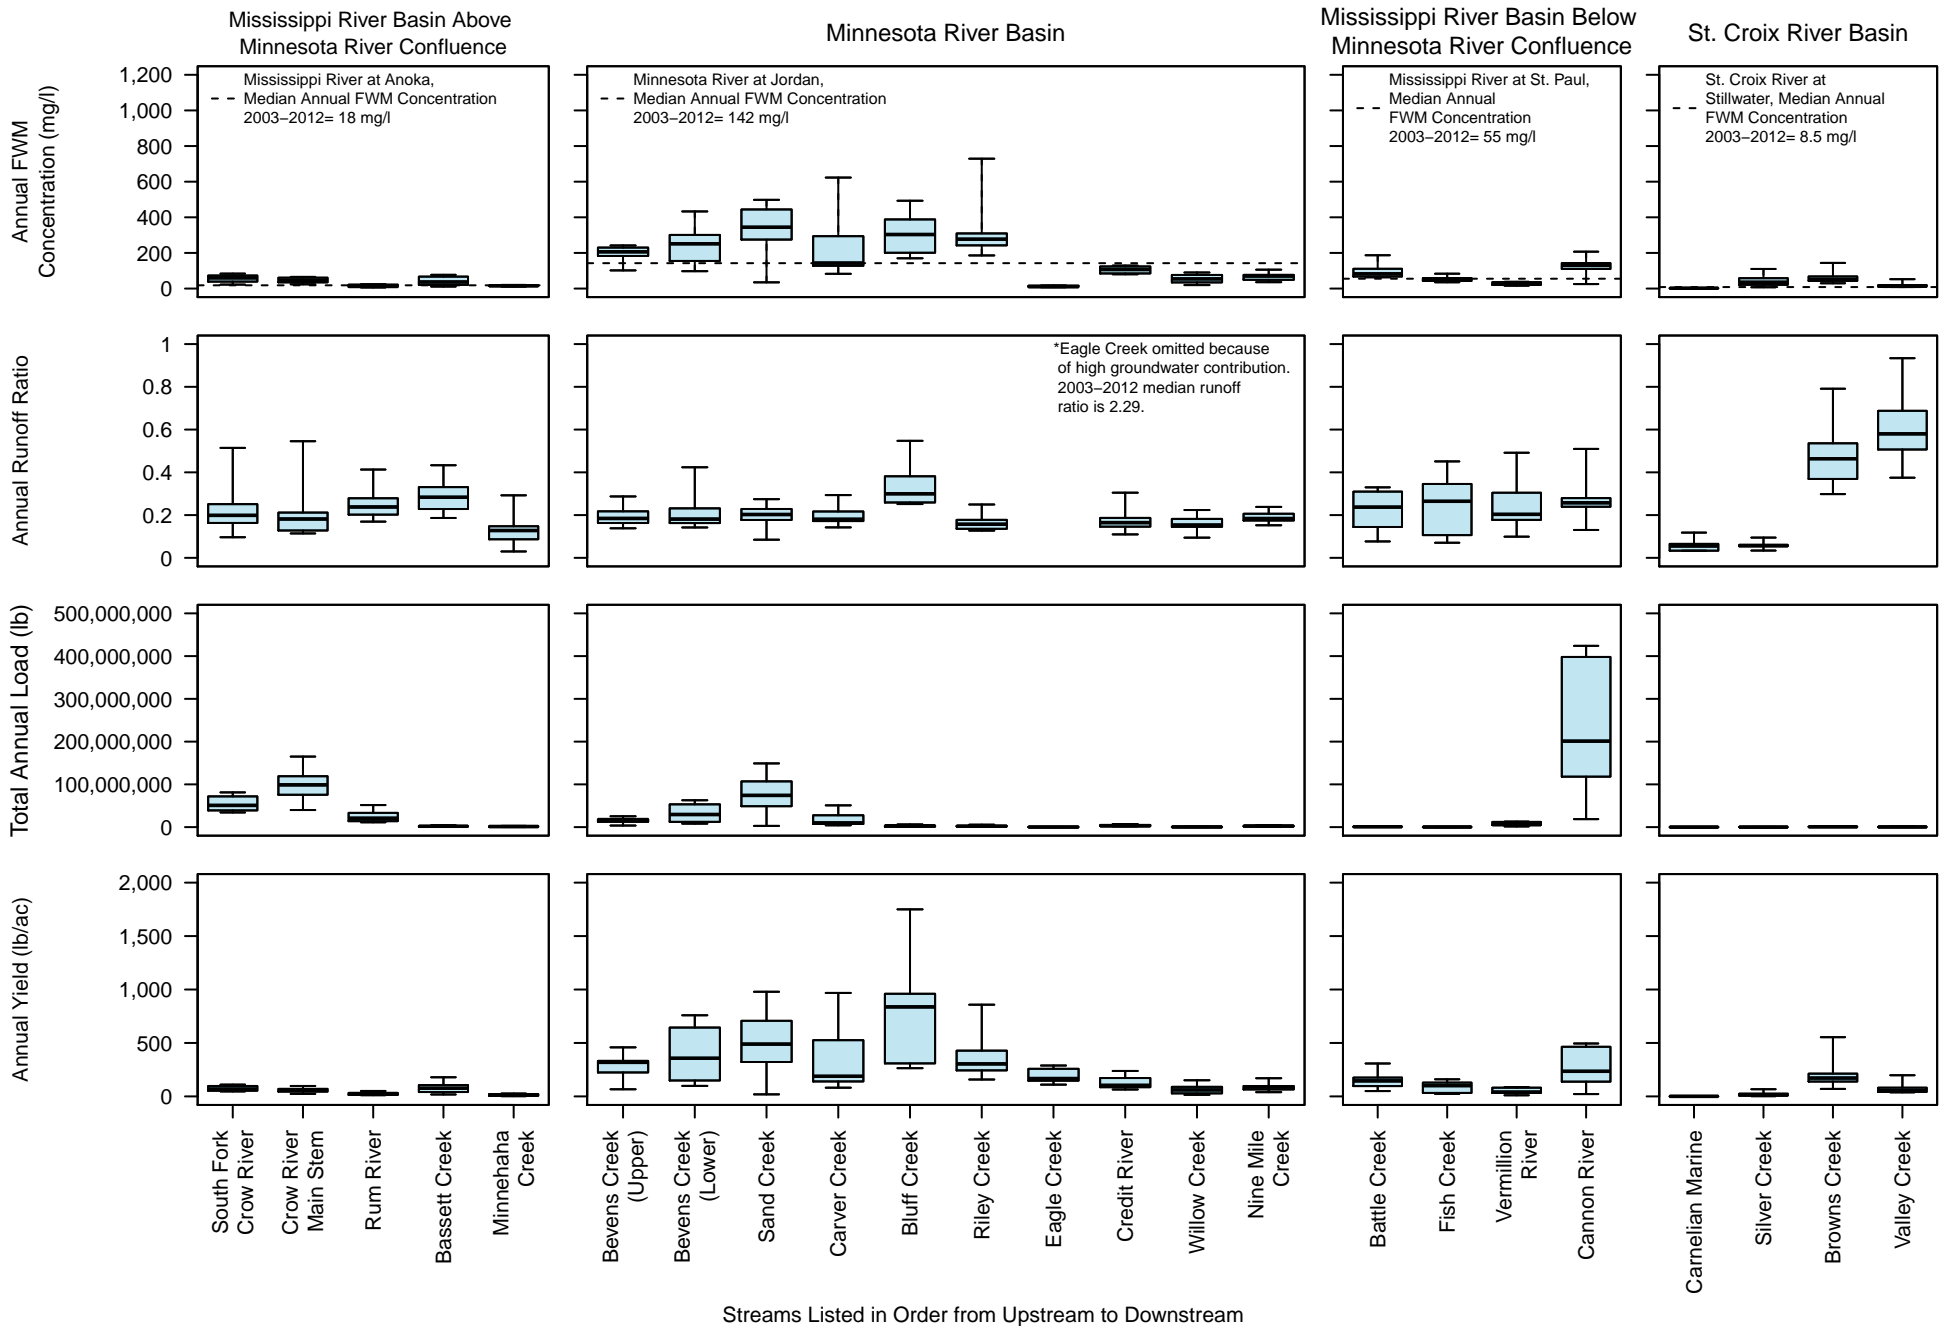 Mississippi River Basin Above
Minnesota River Confluence
Minnesota River Basin
Mississippi River Basin Below
Minnesota River Confluence
St. Croix River Basin
Annual FWM
Concentration (mg/l)
1,200
1,000
800
600
400
200
0
Mississippi River at Anoka,
Median Annual FWM Concentration
2003−2012= 18 mg/l
Minnesota River at Jordan,
Median Annual FWM Concentration
2003−2012= 142 mg/l
Mississippi River at St. Paul,
Median Annual
FWM Concentration
2003−2012= 55 mg/l
St. Croix River at
Stillwater, Median Annual
FWM Concentration
2003−2012= 8.5 mg/l
Annual Runoff Ratio
1
0.8
0.6
0.4
0.2
0
*Eagle Creek omitted because
of high groundwater contribution.
2003−2012 median runoff
ratio is 2.29.
Total Annual Load (lb)
500,000,000
400,000,000
300,000,000
200,000,000
100,000,000
0
Annual Yield (lb/ac)
2,000
1,500
1,000
500
0
South Fork
Crow River
Crow River
Main Stem
Rum River
Bassett Creek
Minnehaha
Creek
Bevens Creek
(Upper)
Bevens Creek
(Lower)
Sand Creek
Carver Creek
Bluff Creek
Riley Creek
Eagle Creek
Credit River
Willow Creek
Nine Mile
Creek
Battle Creek
Fish Creek
Vermillion
River
Cannon River
Carnelian Marine
Silver Creek
Browns Creek
Valley Creek
Streams Listed in Order from Upstream to Downstream